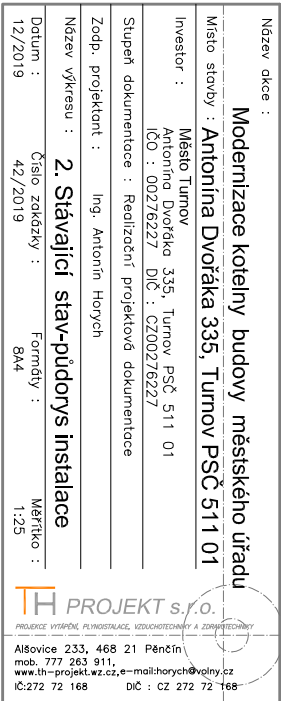 Název akce :
Modernizace kotelny budovy městského úřadu
Místo stavby : Antonína Dvořáka 335, Turnov PSČ 511 01
Investor : Město Turnov
Antonína Dvořáka 335, Turnov PSČ 511 01
IČO : 00276227 DIČ : CZ00276227
Stupeň dokumentace : Realizační projektová dokumentace
Zodp. projektant : Ing. Antonín Horych
Název výkresu : 2. Stávající stav-půdorys instalace
Datum : Číslo zakázky : Formáty : Měřítko :
12/2019 42/2019 8A4 1:25
TH PROJEKT s.r.o.
PROJEKCE VYTÁPĚNÍ, PLYNOISTALACE, VZDUCHOTECHNIKY A ZDRAVOTECHNIKY
Alšovice 233, 468 21 Pěnčín
mob. 777 263 911,
www.th-projekt.wz.cz,e-mail:horych@volny.cz
IČ:272 72 168 DIČ : CZ 272 72 168